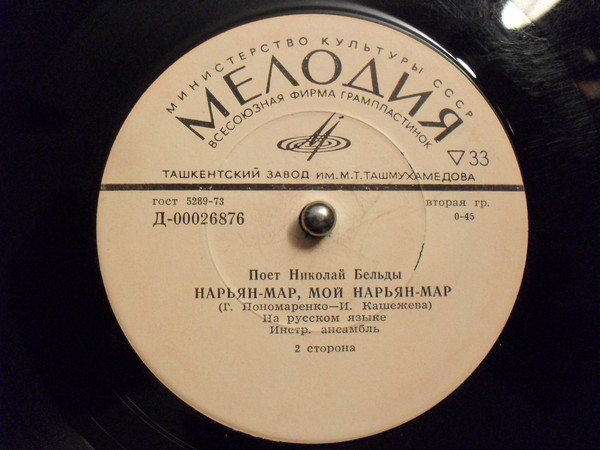 МИНИСТЕРСТВО КУЛЬТУРЫ СССР
МЕЛОДИЯ
ВСЕСОЮЗНАЯ ФИРМА ГРАМПЛАСТИНОК
▽33
ТАШКЕНТСКИЙ ЗАВОД ИМ. М.Т. ТАШМУХАМЕДОВА
гост 5289-73
вторая гр.
Д-00026876
0-45
Поет Николай Бельды
НАРЬЯН-МАР, МОЙ НАРЬЯН-МАР
(Г. Пономаренко—И. Кашежева)
На русском языке
Инстр. ансамбль
2 сторона